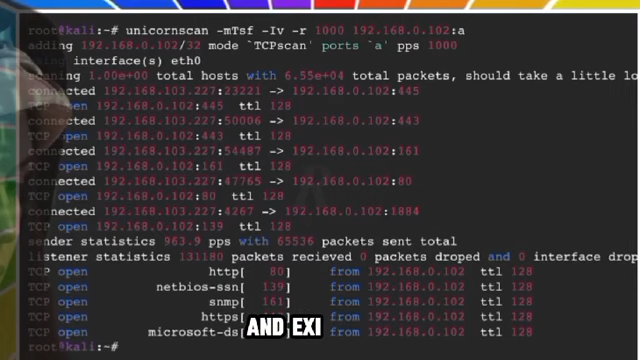 root@kali:~# unicornscan -mTsf -Iv -r 1000 192.168.0.102:a
adding 192.168.0.102/32 mode `TCPscan' ports `a' pps 1000
using interface(s) eth0
scaning 1.00e+00 total hosts with 6.55e+04 total packets, should take a little lo
connected 192.168.103.227:23221 -> 192.168.0.102:445
TCP open 192.168.0.102:445 ttl 128
connected 192.168.103.227:50006 -> 192.168.0.102:443
TCP open 192.168.0.102:443 ttl 128
connected 192.168.103.227:54487 -> 192.168.0.102:161
TCP open 192.168.0.102:161 ttl 128
connected 192.168.103.227:47765 -> 192.168.0.102:80
TCP open 192.168.0.102:80 ttl 128
connected 192.168.103.227:4267 -> 192.168.0.102:1884
TCP open 192.168.0.102:139 ttl 128
sender statistics 963.9 pps with 65536 packets sent total
listener statistics 131180 packets recieved 0 packets droped and 0 interface drop
TCP open http[ 80] from 192.168.0.102 ttl 128
TCP open netbios-ssn[ 139] from 192.168.0.102 ttl 128
TCP open snmp[ 161] from 192.168.0.102 ttl 128
TCP open https[ ] from 192.168.0.102 ttl 128
TCP open microsoft-ds[ ] from 192.168.0.102 ttl 128
AND EXI
root@kali:~#